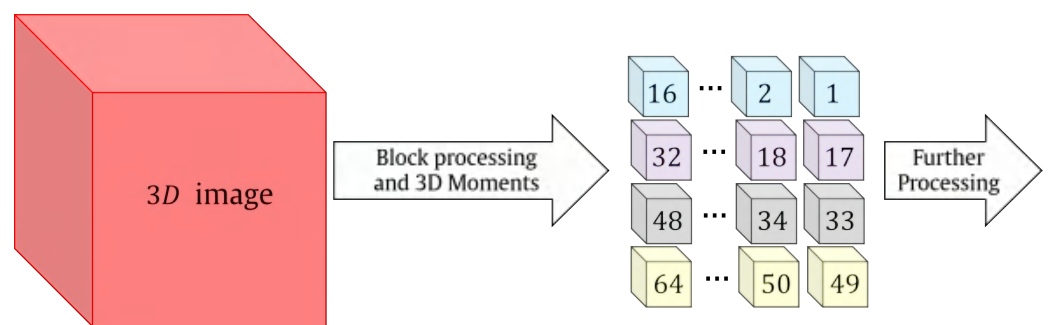 3D image
Block processing
and 3D Moments
16 ... 2 1
32 ... 18 17
48 ... 34 33
64 ... 50 49
Further
Processing